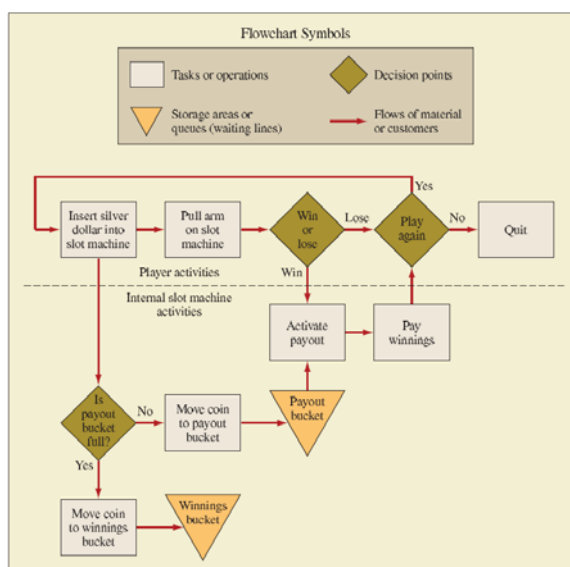 Flowchart Symbols
Tasks or operations
Decision points
Storage areas or
queues (waiting lines)
Flows of material
or customers
Yes
Insert silver
dollar into
slot machine
Pull arm
on slot
machine
Win
or
lose
Lose
Play
again
No
Quit
Win
Player activities
Internal slot machine
activities
Activate
payout
Pay
winnings
Is
payout
bucket
full?
No
Move coin
to payout
bucket
Payout
bucket
Yes
Move coin
to winnings
bucket
Winnings
bucket